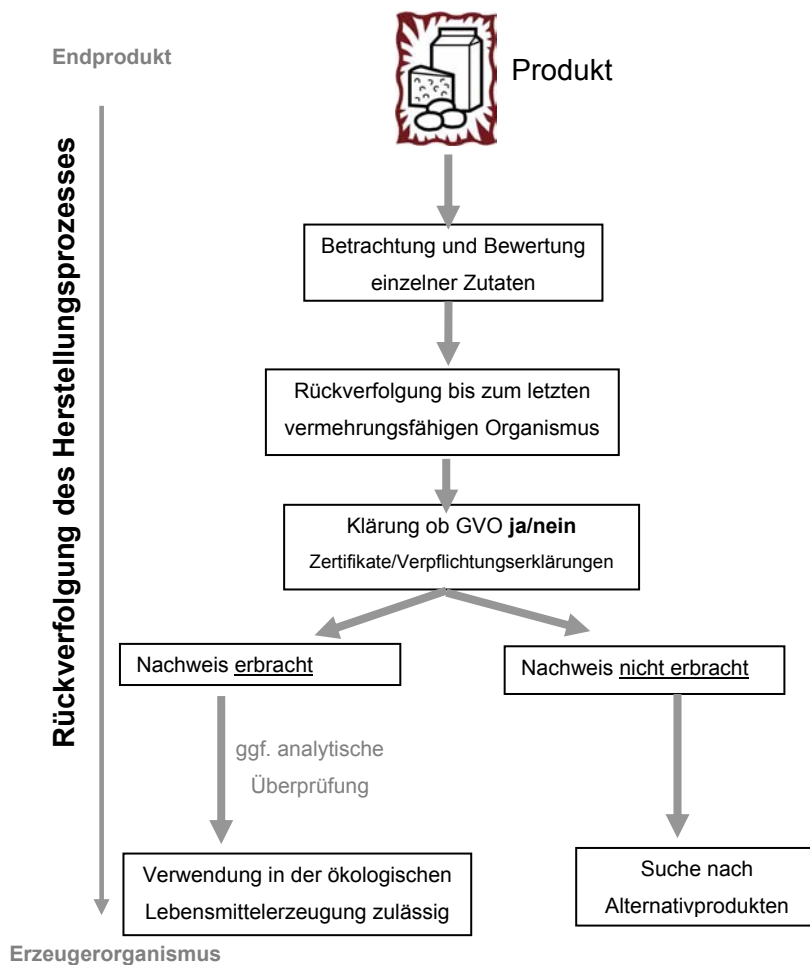 Endprodukt
Produkt
Rückverfolgung des Herstellungsprozesses
Betrachtung und Bewertung
einzelner Zutaten
Rückverfolgung bis zum letzten
vermehrungsfähigen Organismus
Klärung ob GVO ja/nein
Zertifikate/Verpflichtungserklärungen
Nachweis erbracht
Nachweis nicht erbracht
ggf. analytische
Überprüfung
Verwendung in der ökologischen
Lebensmittelerzeugung zulässig
Suche nach
Alternativprodukten
Erzeugerorganismus